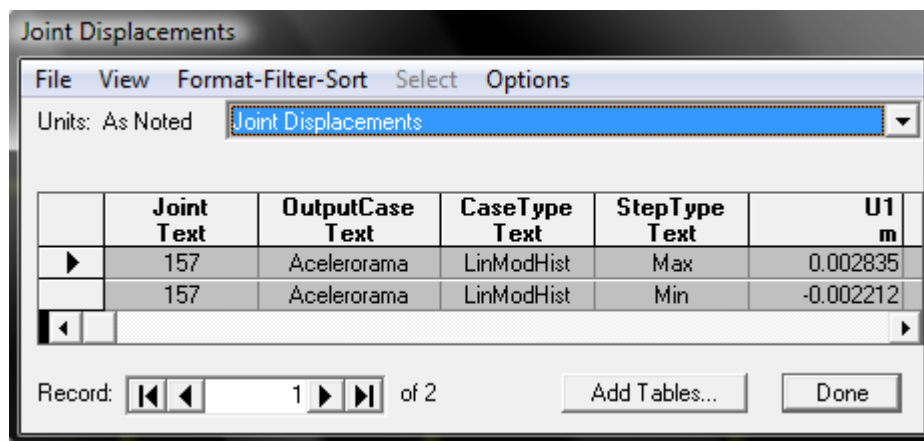 Joint Displacements
File View Format-Filter-Sort Select Options
Units: As Noted Joint Displacements
Joint OutputCase CaseType StepType U1
Text Text Text Text m
157 Acelerorama LinModHist Max 0.002835
157 Acelerorama LinModHist Min -0.002212
Record: 1 of 2 Add Tables... Done